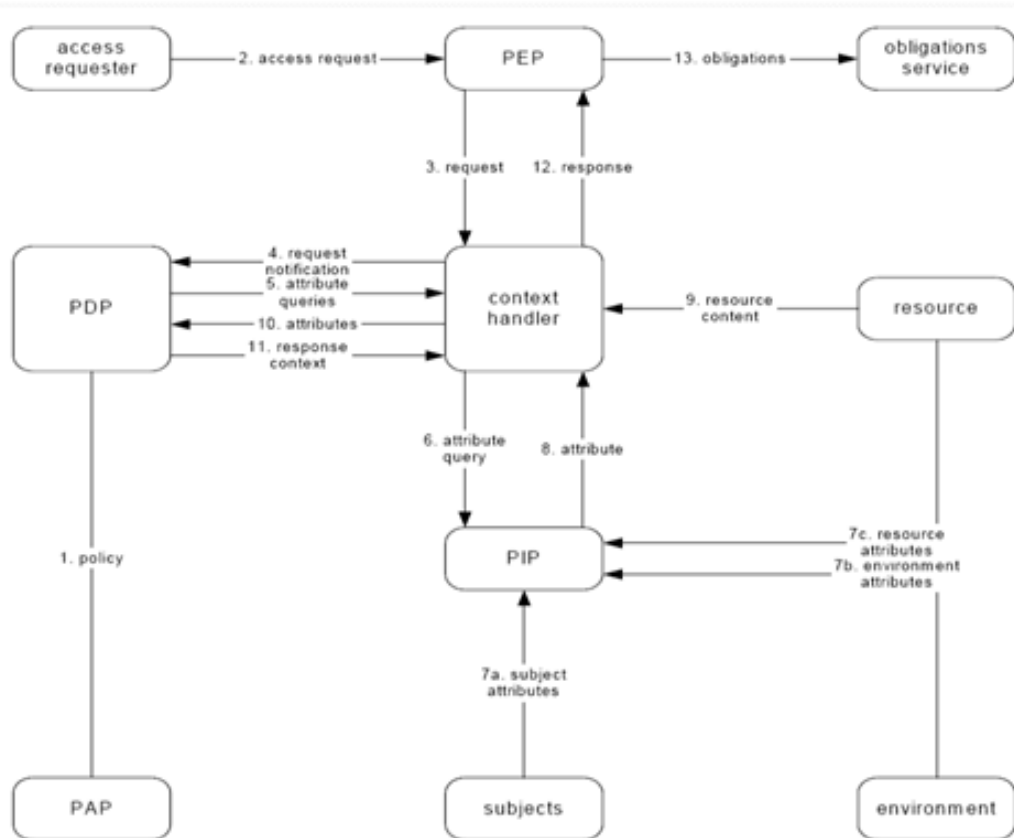 access
requester
2. access request
PEP
13. obligations
obligations
service
3. request
12. response
4. request
notification
5. attribute
queries
10. attributes
11. response
context
PDP
context
handler
9. resource
content
resource
6. attribute
query
8. attribute
1. policy
PIP
7c. resource
attributes
7b. environment
attributes
7a. subject
attributes
PAP
subjects
environment